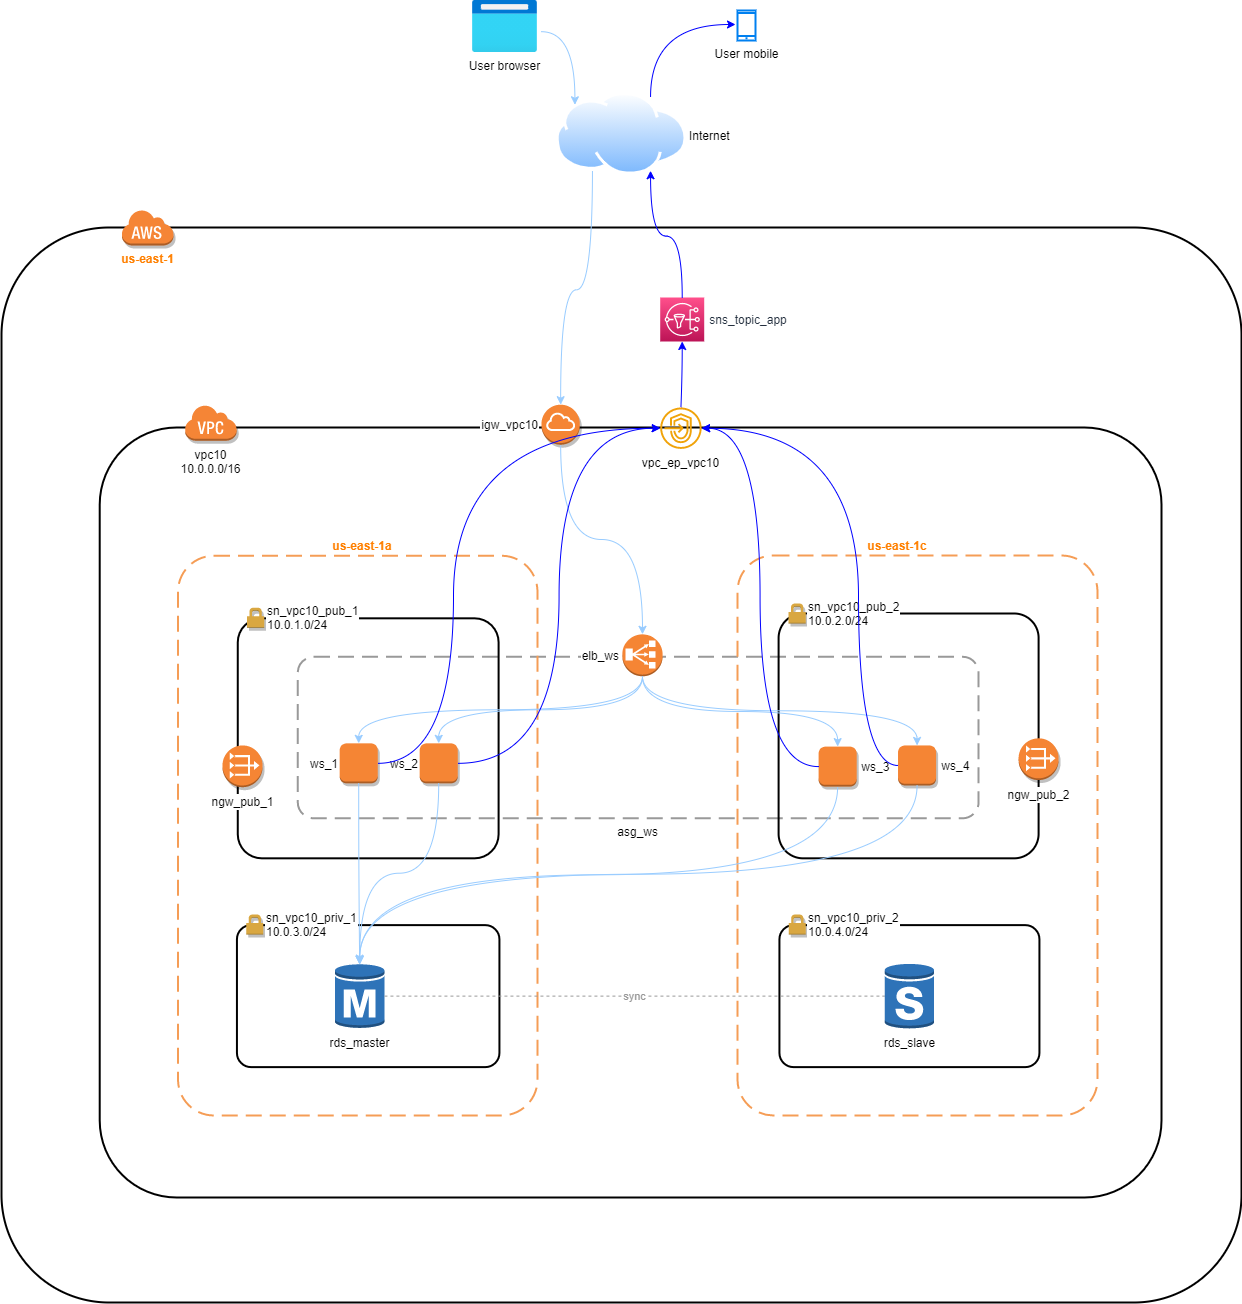 User browser
User mobile
Internet
AWS
us-east-1
sns_topic_app
VPC
vpc10
10.0.0.0/16
igw_vpc10
vpc_ep_vpc10
us-east-1a
us-east-1c
sn_vpc10_pub_1
10.0.1.0/24
sn_vpc10_pub_2
10.0.2.0/24
elb_ws
ws_1
ws_2
ws_3
ws_4
ngw_pub_1
ngw_pub_2
asg_ws
sn_vpc10_priv_1
10.0.3.0/24
sn_vpc10_priv_2
10.0.4.0/24
M
sync
S
rds_master
rds_slave